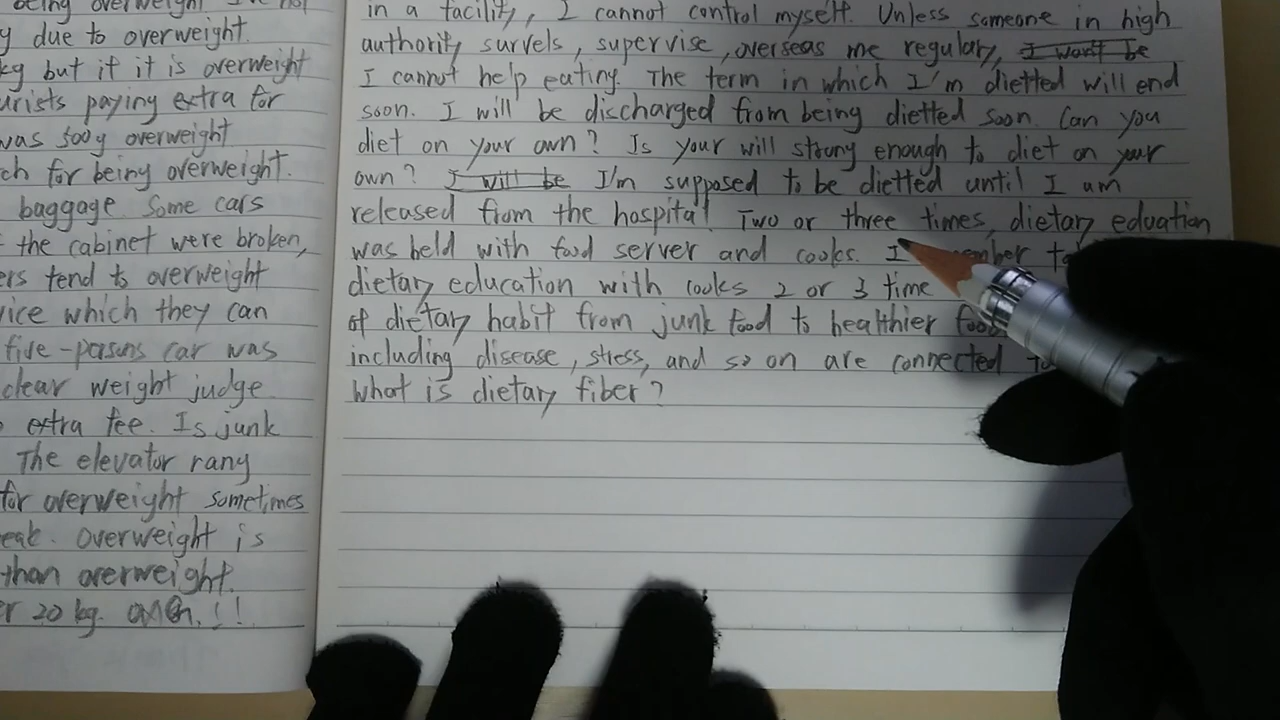 being overweight I've not
y due to overweight.
kg but if it is overweight
urists paying extra for
was 500g overweight
ch for being overweight.
baggage. Some cars
the cabinet were broken,
ers tend to overweight
ice which they can
five-persons car was
clear weight judge
extra fee. Is junk
The elevator rang
for overweight sometimes
eak. overweight is
than overweight.
er 20 kg.
in a facility, I cannot control myself. Unless someone in high
authority survels, supervise, overseas me regulary, I won't be
I cannot help eating. The term in which I'm dietted will end
soon. I will be discharged from being dietted soon. Can you
diet on your own? Is your will strong enough to diet on your
own? I will be I'm supposed to be dietted until I am
released from the hospital. Two or three times, dietary eduation
was held with food server and cooks. I
dietary education with cooks 2 or 3 time
of dietary habit from junk food to healthier
including disease, stress, and so on are connected
What is dietary fiber?